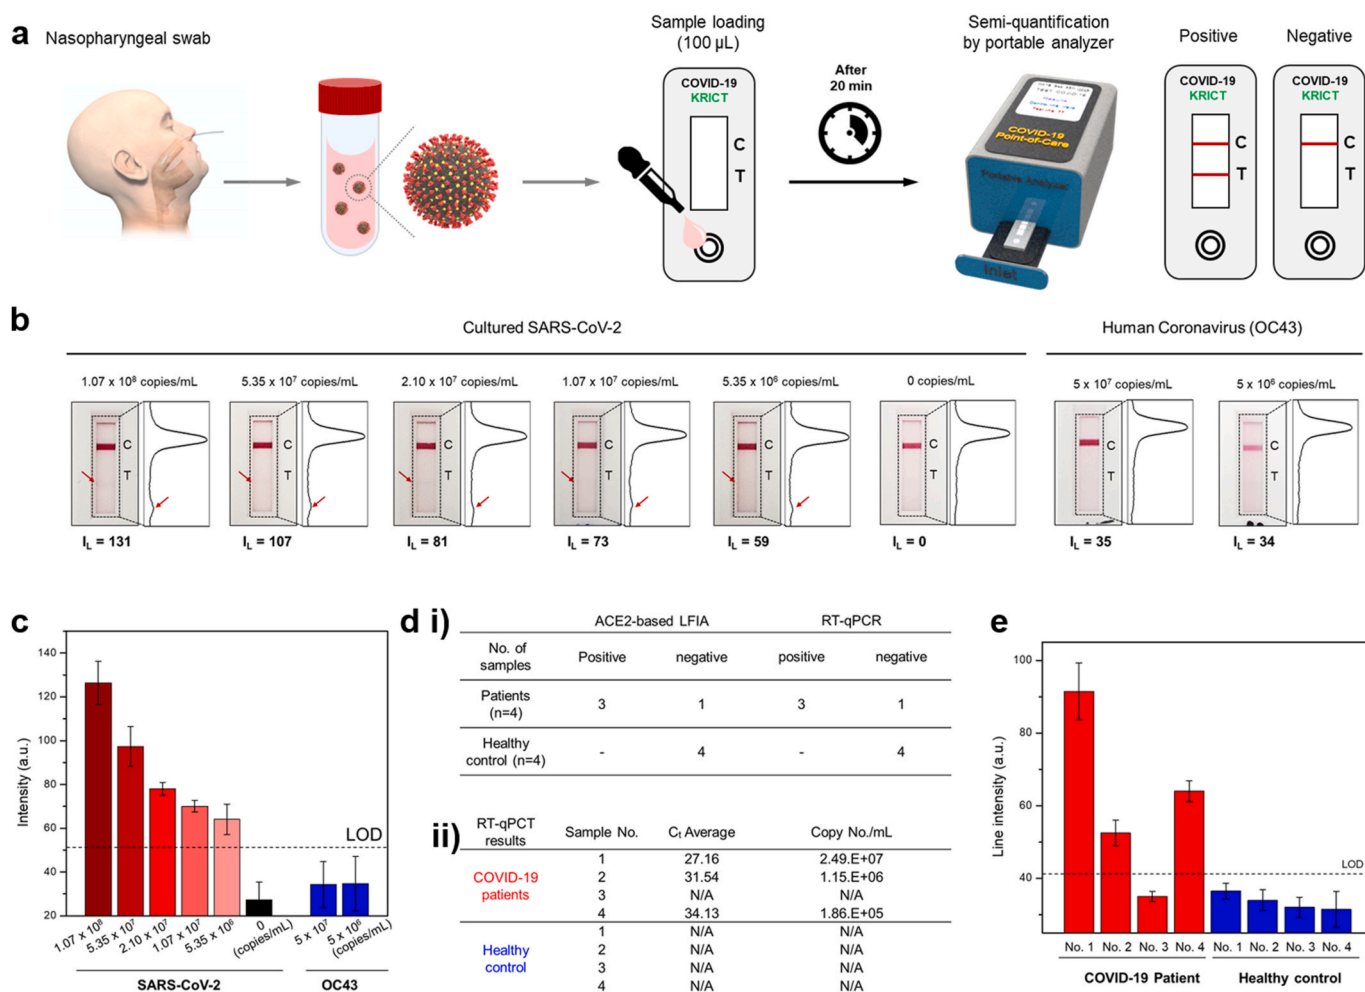 a
Nasopharyngeal swab
Sample loading
(100 µL)
COVID-19
KRICT
C
T
After
20 min
Semi-quantification
by portable analyzer
COVID-19
Point-of-Care
Portable Analyzer
Inlet
Positive
COVID-19
KRICT
C
T
Negative
COVID-19
KRICT
C
T
b
Cultured SARS-CoV-2
Human Coronavirus (OC43)
1.07 x 10⁸ copies/mL
5.35 x 10⁷ copies/mL
2.10 x 10⁷ copies/mL
1.07 x 10⁷ copies/mL
5.35 x 10⁶ copies/mL
0 copies/mL
5 x 10⁷ copies/mL
5 x 10⁶ copies/mL
C C C C C C C C
T T T T T T T T
I_L = 131
I_L = 107
I_L = 81
I_L = 73
I_L = 59
I_L = 0
I_L = 35
I_L = 34
c
Intensity (a.u.)
140
120
100
80
60
40
20
LOD
1.07 x 10⁸
5.35 x 10⁷
2.10 x 10⁷
1.07 x 10⁷
5.35 x 10⁶
0
(copies/mL)
5 x 10⁷
5 x 10⁶
(copies/mL)
SARS-CoV-2
OC43
d i)
ACE2-based LFIA RT-qPCR
No. of
samples
Positive negative positive negative
Patients
(n=4)
3 1 3 1
Healthy
control (n=4)
- 4 - 4
ii)
RT-qPCT
results
Sample No. Cₜ Average Copy No./mL
COVID-19
patients
1 27.16 2.49.E+07
2 31.54 1.15.E+06
3 N/A N/A
4 34.13 1.86.E+05
Healthy
control
1 N/A N/A
2 N/A N/A
3 N/A N/A
4 N/A N/A
e
Line intensity (a.u.)
100
80
60
40
LOD
No. 1 No. 2 No. 3 No. 4 No. 1 No. 2 No. 3 No. 4
COVID-19 Patient
Healthy control